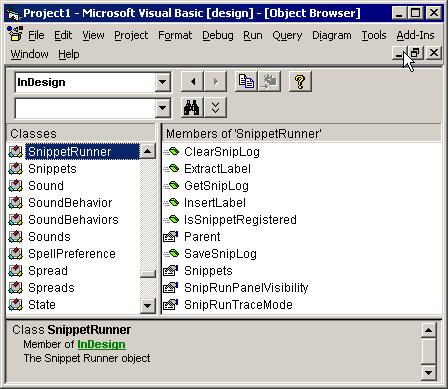 Project1 - Microsoft Visual Basic [design] - [Object Browser]
File Edit View Project Format Debug Run Query Diagram Tools Add-Ins
Window Help
InDesign
Classes
SnippetRunner
Snippets
Sound
SoundBehavior
SoundBehaviors
Sounds
SpellPreference
Spread
Spreads
State
Members of 'SnippetRunner'
ClearSnipLog
ExtractLabel
GetSnipLog
InsertLabel
IsSnippetRegistered
Parent
SaveSnipLog
Snippets
SnipRunPanelVisibility
SnipRunTraceMode
Class SnippetRunner
Member of InDesign
The Snippet Runner object